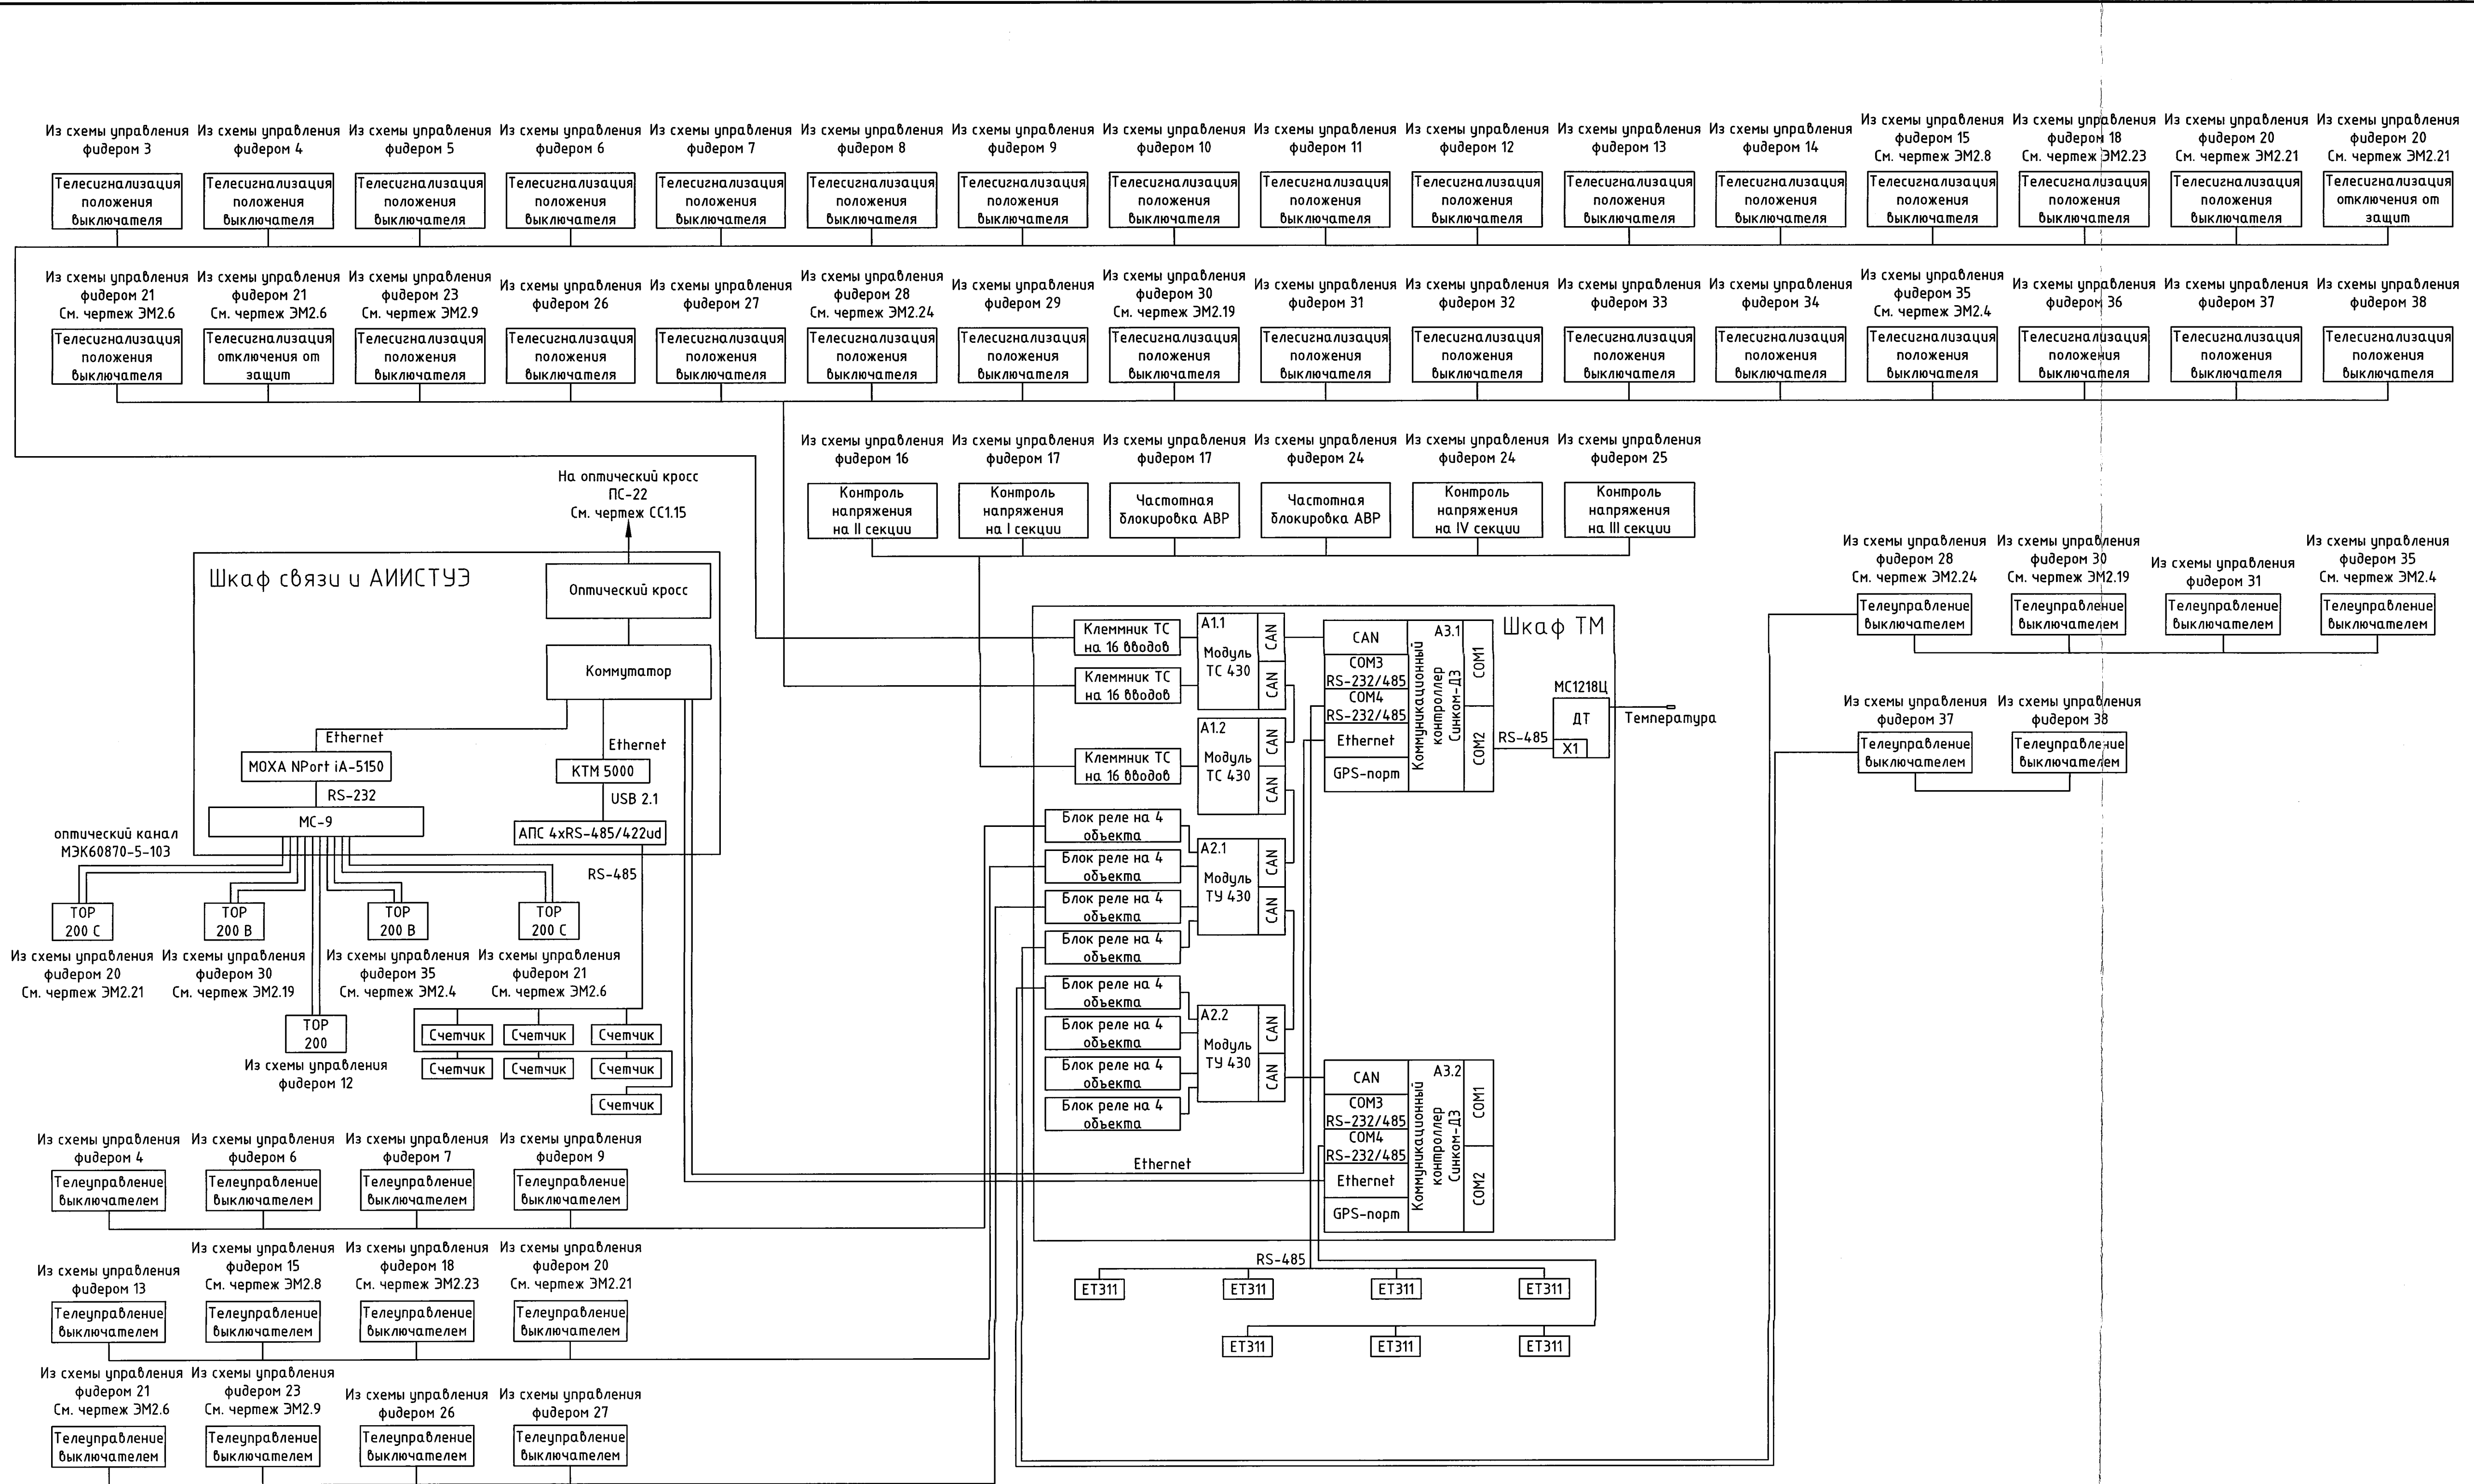 Из схемы управления
фидером 3
Из схемы управления
фидером 4
Из схемы управления
фидером 5
Из схемы управления
фидером 6
Из схемы управления
фидером 7
Из схемы управления
фидером 8
Из схемы управления
фидером 9
Из схемы управления
фидером 10
Из схемы управления
фидером 11
Из схемы управления
фидером 12
Из схемы управления
фидером 13
Из схемы управления
фидером 14
Из схемы управления
фидером 15
См. чертеж ЭМ2.8
Из схемы управления
фидером 18
См. чертеж ЭМ2.23
Из схемы управления
фидером 20
См. чертеж ЭМ2.21
Из схемы управления
фидером 20
См. чертеж ЭМ2.21
Телесигнализация
положения
выключателя
Телесигнализация
положения
выключателя
Телесигнализация
положения
выключателя
Телесигнализация
положения
выключателя
Телесигнализация
положения
выключателя
Телесигнализация
положения
выключателя
Телесигнализация
положения
выключателя
Телесигнализация
положения
выключателя
Телесигнализация
положения
выключателя
Телесигнализация
положения
выключателя
Телесигнализация
положения
выключателя
Телесигнализация
положения
выключателя
Телесигнализация
положения
выключателя
Телесигнализация
положения
выключателя
Телесигнализация
положения
выключателя
Телесигнализация
отключения от
защит
Из схемы управления
фидером 21
См. чертеж ЭМ2.6
Из схемы управления
фидером 21
См. чертеж ЭМ2.6
Из схемы управления
фидером 23
См. чертеж ЭМ2.9
Из схемы управления
фидером 26
Из схемы управления
фидером 27
Из схемы управления
фидером 28
См. чертеж ЭМ2.24
Из схемы управления
фидером 29
Из схемы управления
фидером 30
См. чертеж ЭМ2.19
Из схемы управления
фидером 31
Из схемы управления
фидером 32
Из схемы управления
фидером 33
Из схемы управления
фидером 34
Из схемы управления
фидером 35
См. чертеж ЭМ2.4
Из схемы управления
фидером 36
Из схемы управления
фидером 37
Из схемы управления
фидером 38
Телесигнализация
положения
выключателя
Телесигнализация
отключения от
защит
Телесигнализация
положения
выключателя
Телесигнализация
положения
выключателя
Телесигнализация
положения
выключателя
Телесигнализация
положения
выключателя
Телесигнализация
положения
выключателя
Телесигнализация
положения
выключателя
Телесигнализация
положения
выключателя
Телесигнализация
положения
выключателя
Телесигнализация
положения
выключателя
Телесигнализация
положения
выключателя
Телесигнализация
положения
выключателя
Телесигнализация
положения
выключателя
Телесигнализация
положения
выключателя
Телесигнализация
положения
выключателя
Из схемы управления
фидером 16
Из схемы управления
фидером 17
Из схемы управления
фидером 17
Из схемы управления
фидером 24
Из схемы управления
фидером 24
Из схемы управления
фидером 25
Контроль
напряжения
на II секции
Контроль
напряжения
на I секции
Частотная
блокировка АВР
Частотная
блокировка АВР
Контроль
напряжения
на IV секции
Контроль
напряжения
на III секции
На оптический кросс
ПС-22
См. чертеж СС1.15
Шкаф связи и АИИСТУЭ
Оптический кросс
Коммутатор
Ethernet
Ethernet
MOXA NPort iA-5150
КТМ 5000
RS-232
USB 2.1
МС-9
АПС 4xRS-485/422ud
оптический канал
МЭК60870-5-103
RS-485
ТОР
200 С
ТОР
200 В
ТОР
200 В
ТОР
200 С
Из схемы управления
фидером 20
См. чертеж ЭМ2.21
Из схемы управления
фидером 30
См. чертеж ЭМ2.19
Из схемы управления
фидером 35
См. чертеж ЭМ2.4
Из схемы управления
фидером 21
См. чертеж ЭМ2.6
ТОР
200
Из схемы управления
фидером 12
Счетчик
Счетчик
Счетчик
Счетчик
Счетчик
Счетчик
Счетчик
Шкаф ТМ
Клеммник ТС
на 16 вводов
Клеммник ТС
на 16 вводов
Клеммник ТС
на 16 вводов
A1.1
Модуль
ТС 430
CAN
CAN
A1.2
Модуль
ТС 430
CAN
CAN
Блок реле на 4
объекта
Блок реле на 4
объекта
Блок реле на 4
объекта
Блок реле на 4
объекта
A2.1
Модуль
ТУ 430
CAN
CAN
Блок реле на 4
объекта
Блок реле на 4
объекта
Блок реле на 4
объекта
Блок реле на 4
объекта
A2.2
Модуль
ТУ 430
CAN
CAN
CAN
COM3
RS-232/485
COM4
RS-232/485
Ethernet
GPS-порт
A3.1
Коммуникационный
контроллер
Синком-ДЗ
COM1
COM2
RS-485
МС1218Ц
ДТ
X1
Температура
CAN
COM3
RS-232/485
COM4
RS-232/485
Ethernet
GPS-порт
A3.2
Коммуникационный
контроллер
Синком-ДЗ
COM1
COM2
Ethernet
RS-485
ET311
ET311
ET311
ET311
ET311
ET311
ET311
Из схемы управления
фидером 28
См. чертеж ЭМ2.24
Из схемы управления
фидером 30
См. чертеж ЭМ2.19
Из схемы управления
фидером 31
Из схемы управления
фидером 35
См. чертеж ЭМ2.4
Телеуправление
выключателем
Телеуправление
выключателем
Телеуправление
выключателем
Телеуправление
выключателем
Из схемы управления
фидером 37
Из схемы управления
фидером 38
Телеуправление
выключателем
Телеуправление
выключателем
Из схемы управления
фидером 4
Из схемы управления
фидером 6
Из схемы управления
фидером 7
Из схемы управления
фидером 9
Телеуправление
выключателем
Телеуправление
выключателем
Телеуправление
выключателем
Телеуправление
выключателем
Из схемы управления
фидером 13
Из схемы управления
фидером 15
См. чертеж ЭМ2.8
Из схемы управления
фидером 18
См. чертеж ЭМ2.23
Из схемы управления
фидером 20
См. чертеж ЭМ2.21
Телеуправление
выключателем
Телеуправление
выключателем
Телеуправление
выключателем
Телеуправление
выключателем
Из схемы управления
фидером 21
См. чертеж ЭМ2.6
Из схемы управления
фидером 23
См. чертеж ЭМ2.9
Из схемы управления
фидером 26
Из схемы управления
фидером 27
Телеуправление
выключателем
Телеуправление
выключателем
Телеуправление
выключателем
Телеуправление
выключателем